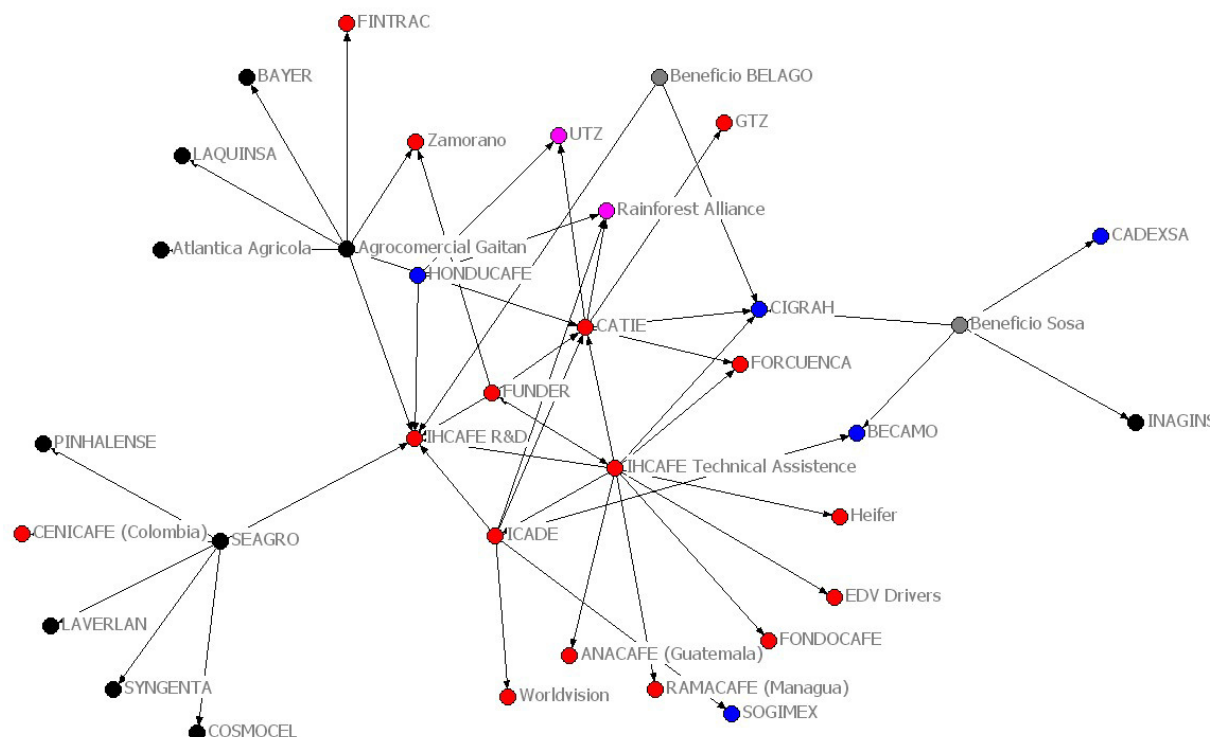 FINTRAC
BAYER
Beneficio BELAGO
GTZ
UTZ
Zamorano
LAQUINSA
Rainforest Alliance
CADEXSA
Atlantica Agricola
Agrocomercial Gaitan
HONDUCAFE
CIGRAH
Beneficio Sosa
CATIE
FORCUENCA
FUNDER
INAGINS
BECAMO
IHCAFE R&D
PINHALENSE
IHCAFE Technical Assistence
Heifer
CENICAFE (Colombia)
ICADE
SEAGRO
EDV Drivers
LAVERLAN
FONDOCAFE
ANACAFE (Guatemala)
SYNGENTA
RAMACAFE (Managua)
Worldvision
SOGIMEX
COSMOCEL